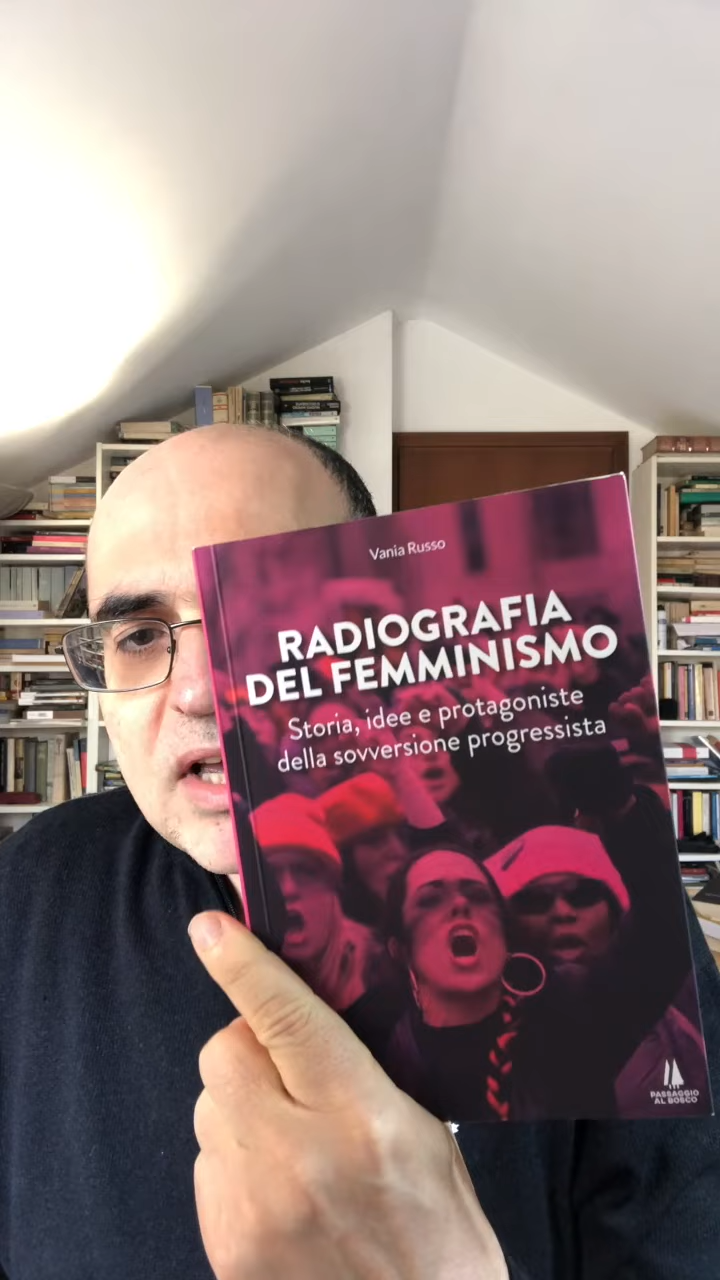 Vania Russo
RADIOGRAFIA
DEL FEMMINISMO
Storia, idee e protagoniste
della sovversione progressista
PASSAGGIO
AL BOSCO